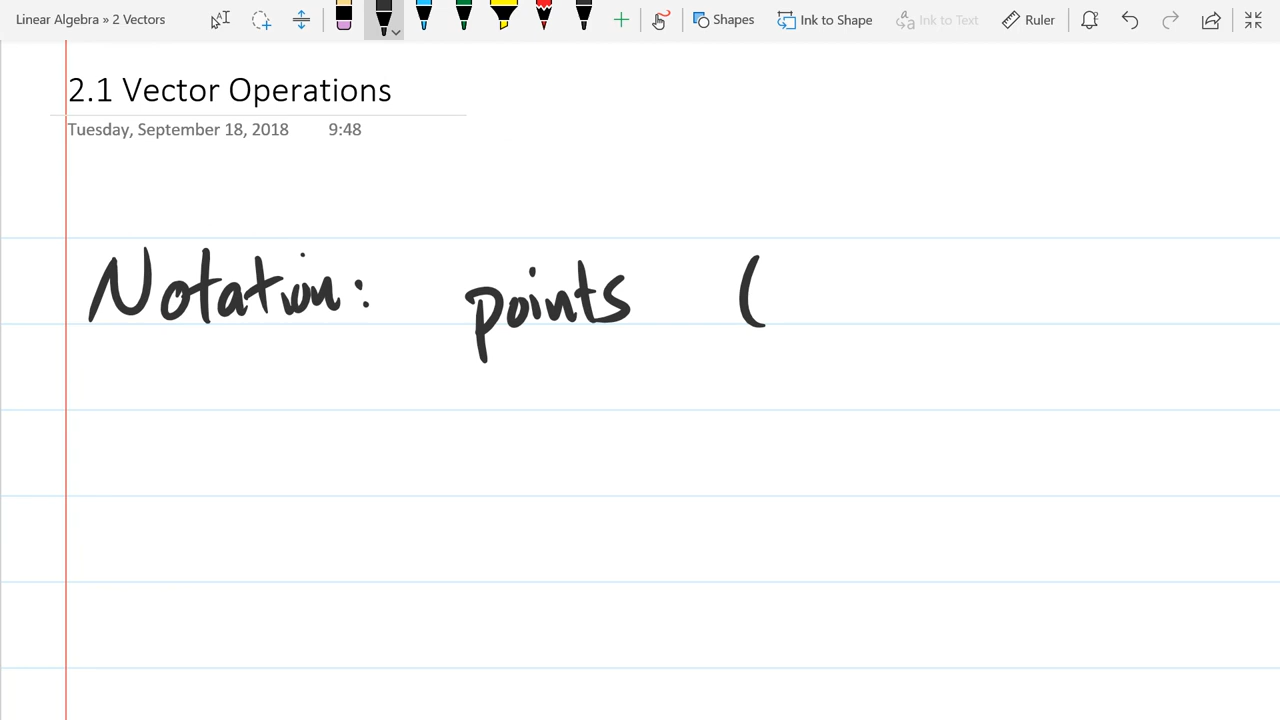 Linear Algebra » 2 Vectors Shapes Ink to Shape Ink to Text Ruler
2.1 Vector Operations
Tuesday, September 18, 2018 9:48
Notation: points (